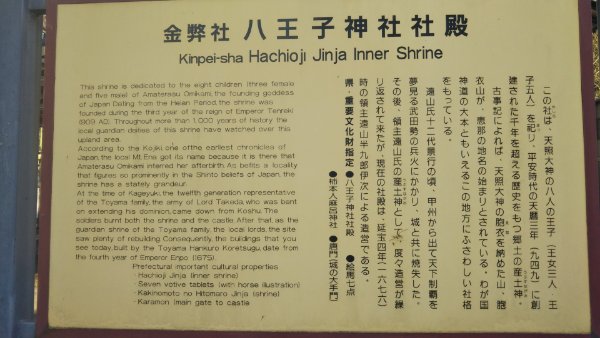 金弊社 八王子神社社殿
Kinpei-sha Hachioji Jinja Inner Shrine
This shrine is dedicated to the eight children (three female
and five male) of Amaterasu Omikami, the founding goddess
of Japan. Dating from the Heian Period, the shrine was
founded during the third year of the reign of Emperor Tenraki
(909 AD). Throughout more than 1,000 years of history the
local guardian deities of this shrine have watched over this
upland area.
According to the Kojiki, one of the earliest chronicles of
Japan, the local Mt. Ena got its name because it is there that
Amaterasu Omikami interred her afterbirth. As befits a locality
that figures so prominently in the Shinto beliefs of Japan, the
shrine has a stately grandeur.
At the time of Kageyuki, the twelfth generation representative
of the Toyama family, the army of Lord Takeda, who was bent
on extending his dominion, came down from Koshu. The
soldiers burnt both the shrine and the castle. After that, as the
guardian shrine of the Toyama family, the local lords, the site
saw plenty of rebuilding. Consequently, the buildings that you
see today, built by the Toyama Hankuro Koretsugu, date from
the fourth year of Emperor Enpo (1675).
Prefectural important cultural properties
- Hachioji Jinja (inner shrine)
- Seven votive tablets (with horse illustration)
- Kakinomoto no Hitomaro Jinja (shrine)
- Karamon (main gate to castle
この社は、天照大神の八人の王子(王女三人 王
子五人)を祀り、平安時代の天暦三年(九四九)に創
建された千年を超える歴史をもつ郷土の産土神。
古事記によれば、天照大神の胞衣を納めた山、胞
衣山が、恵那の地名の始まりとされている。わが国
神道の大本ともいえるこの地方にふさわしい社格
をもっている。
遠山氏十二代景行の頃、甲州から出て天下制覇を
夢見る武田勢の兵火にかかり、城と共に焼失した。
その後、領主遠山氏の産土神として、度々造営が繰
り返されて来たが、現在の社殿は、延宝四年(一六七六)
時の領主遠山半九郎伊次による造営である。
県・重要文化財指定 ●八王子神社社殿 ●絵馬七点
●柿本人麿呂神社 ●唐門(城の大手門)